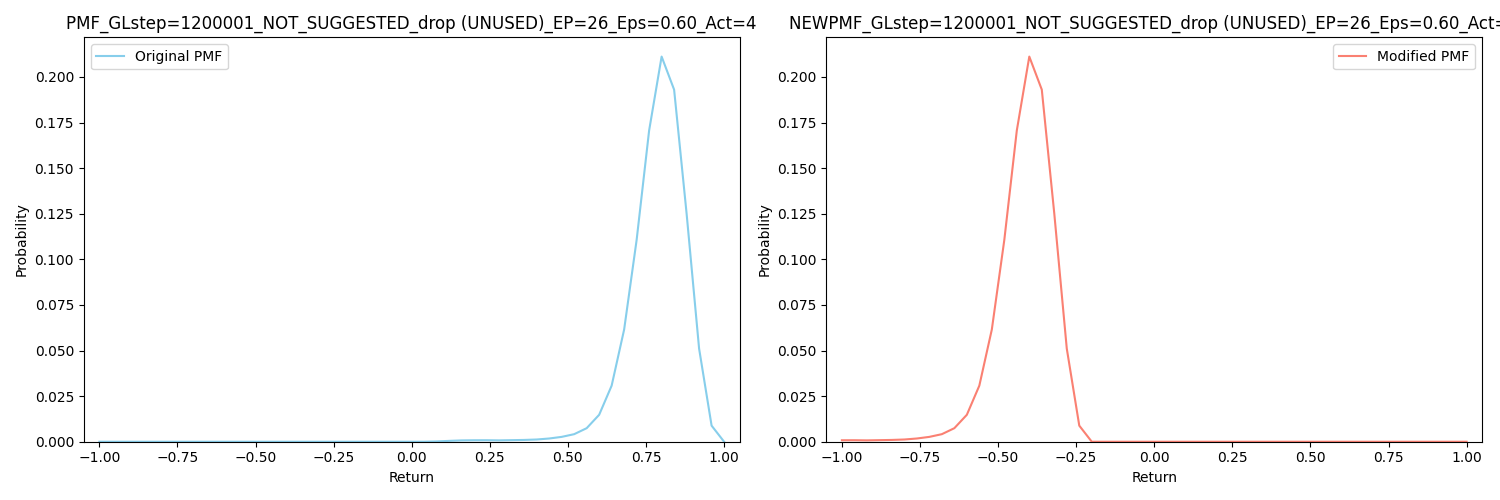 PMF_GLstep=1200001_NOT_SUGGESTED_drop (UNUSED)_EP=26_Eps=0.60_Act=4
Original PMF
0.200
0.175
0.150
0.125
0.100
0.075
0.050
0.025
0.000
Probability
−1.00 −0.75 −0.50 −0.25 0.00 0.25 0.50 0.75 1.00
Return
NEWPMF_GLstep=1200001_NOT_SUGGESTED_drop (UNUSED)_EP=26_Eps=0.60_Act=
Modified PMF
0.200
0.175
0.150
0.125
0.100
0.075
0.050
0.025
0.000
Probability
−1.00 −0.75 −0.50 −0.25 0.00 0.25 0.50 0.75 1.00
Return